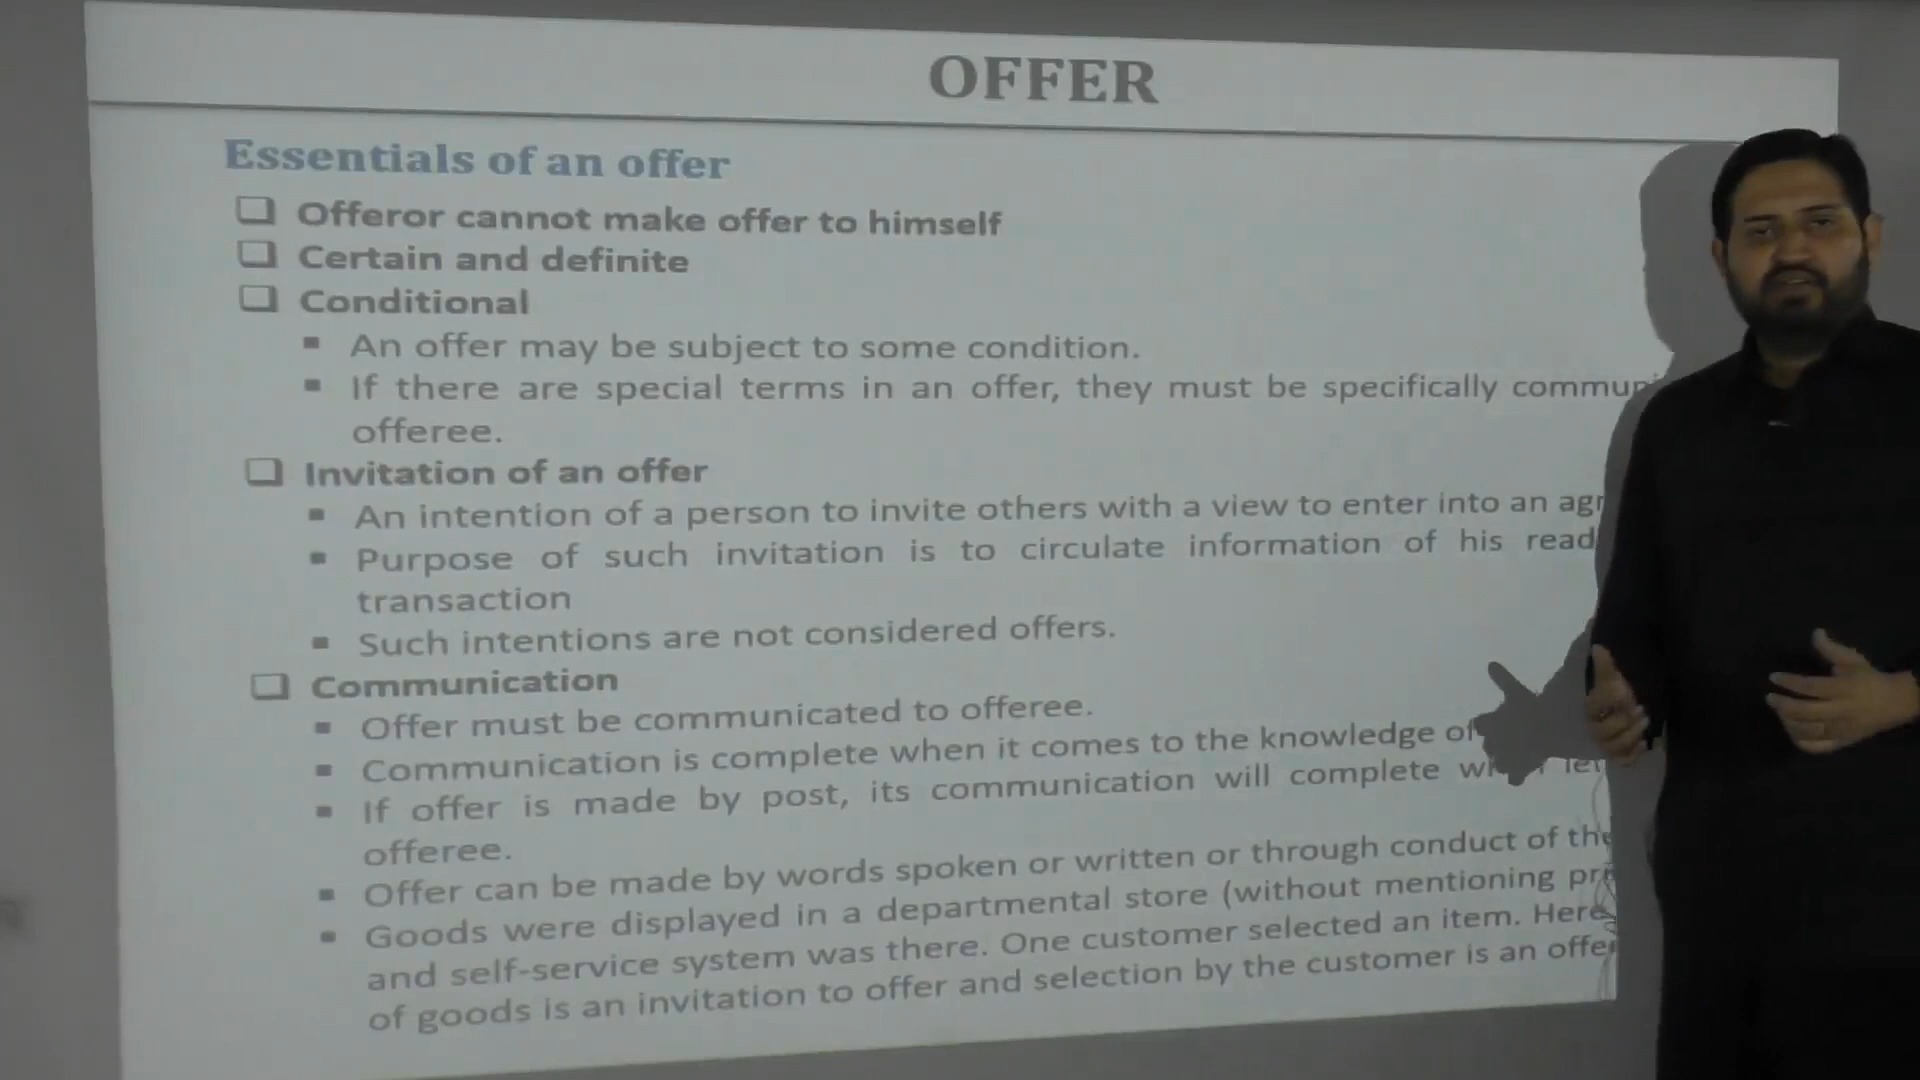 OFFER
Essentials of an offer
Offeror cannot make offer to himself
Certain and definite
Conditional
An offer may be subject to some condition.
If there are special terms in an offer, they must be specifically
offeree.
Invitation of an offer
An intention of a person to invite others with a view to enter into an
Purpose of such invitation is to circulate information of his
transaction
Such intentions are not considered offers.
Communication
Offer must be communicated to offeree.
Communication is complete when it comes to the knowledge of
If offer is made by post, its communication will complete
offeree.
Offer can be made by words spoken or written or through conduct of the
Goods were displayed in a departmental store (without mentioning
and self-service system was there. One customer selected an item. Here
of goods is an invitation to offer and selection by the customer is an offer